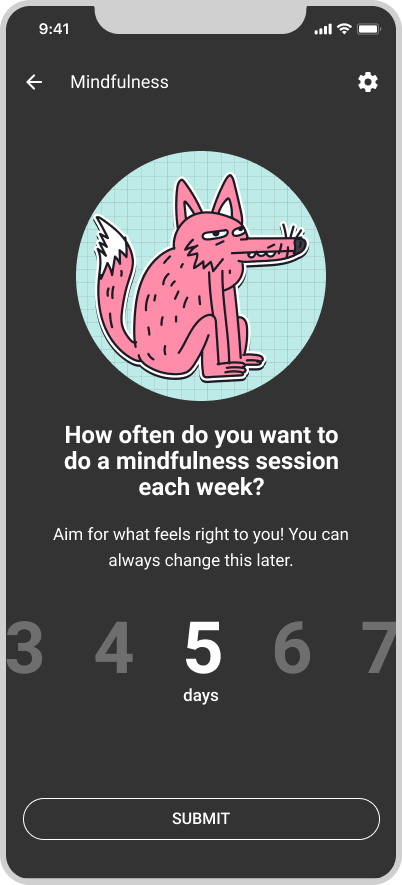 9:41
Mindfulness
How often do you want to
do a mindfulness session
each week?
Aim for what feels right to you! You can
always change this later.
3 4 5 6 7
days
SUBMIT